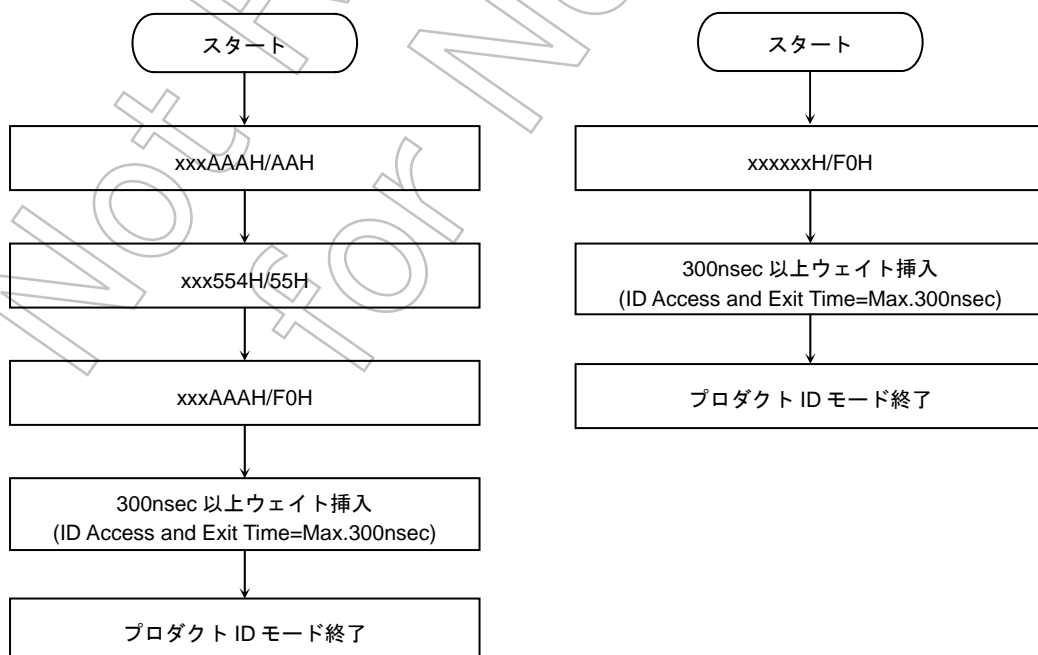 スタート
xxxAAAH/AAH
xxx554H/55H
xxxAAAH/F0H
300nsec 以上ウェイト挿入
(ID Access and Exit Time=Max.300nsec)
プロダクト ID モード終了
スタート
xxxxxxH/F0H
300nsec 以上ウェイト挿入
(ID Access and Exit Time=Max.300nsec)
プロダクト ID モード終了
Not
for